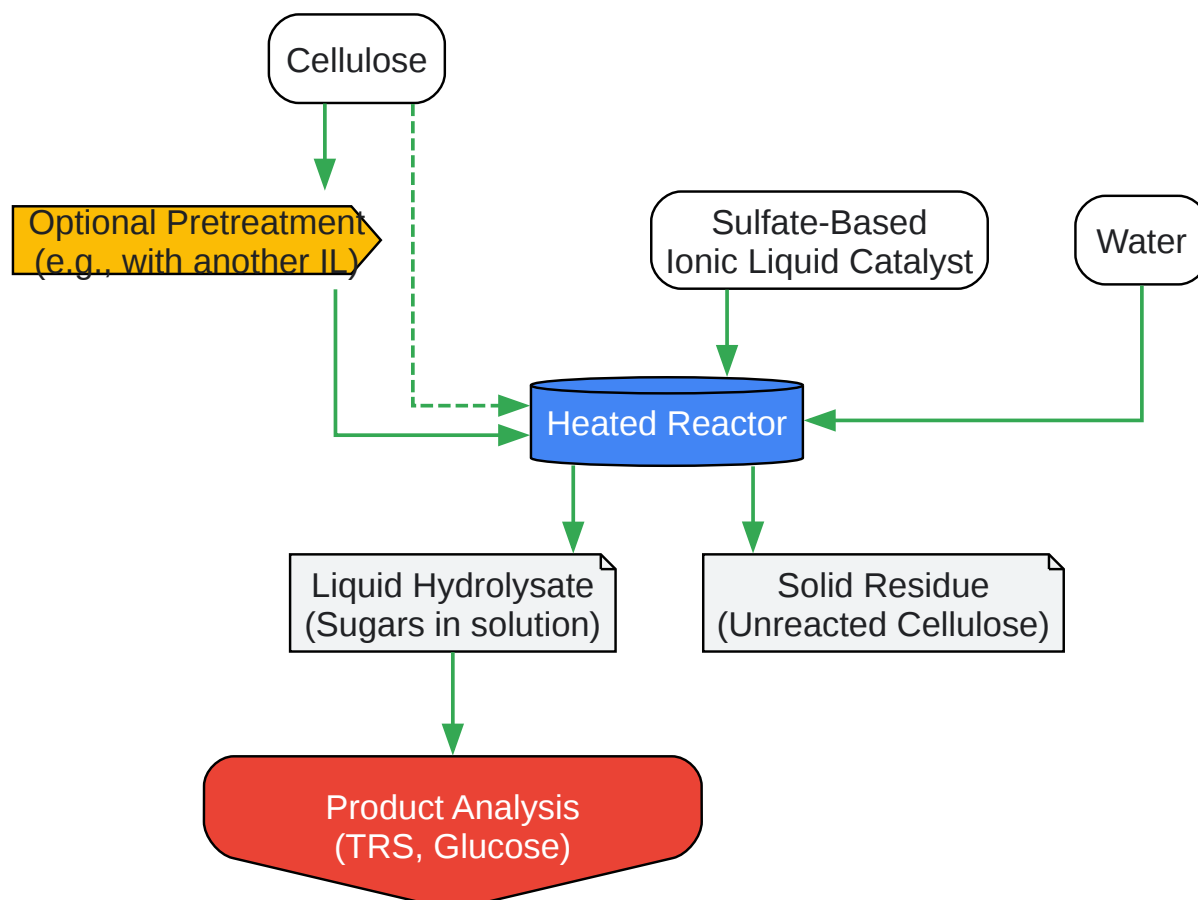 Cellulose
Optional Pretreatment
(e.g., with another IL)
Sulfate-Based
Ionic Liquid Catalyst
Water
Heated Reactor
Liquid Hydrolysate
(Sugars in solution)
Solid Residue
(Unreacted Cellulose)
Product Analysis
(TRS, Glucose)